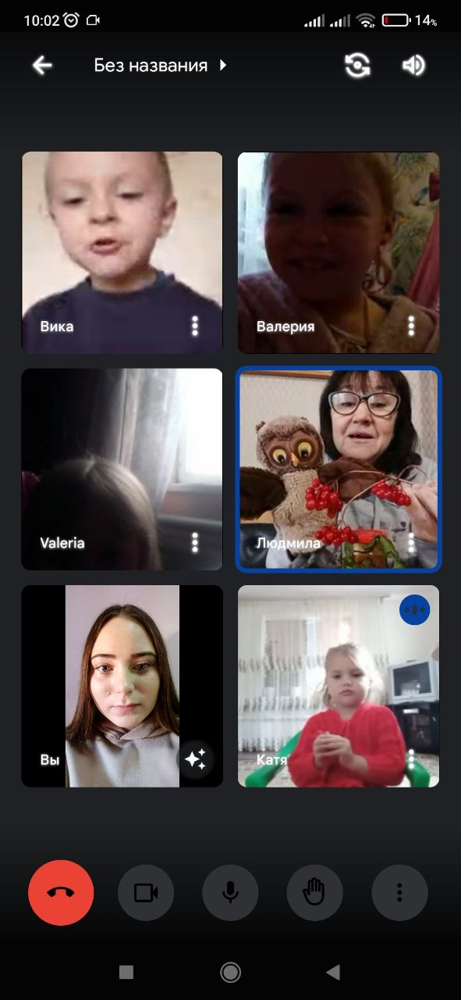 10:02
14%
Без названия
Вика
Валерия
Valeria
Людмила
Вы
Катя